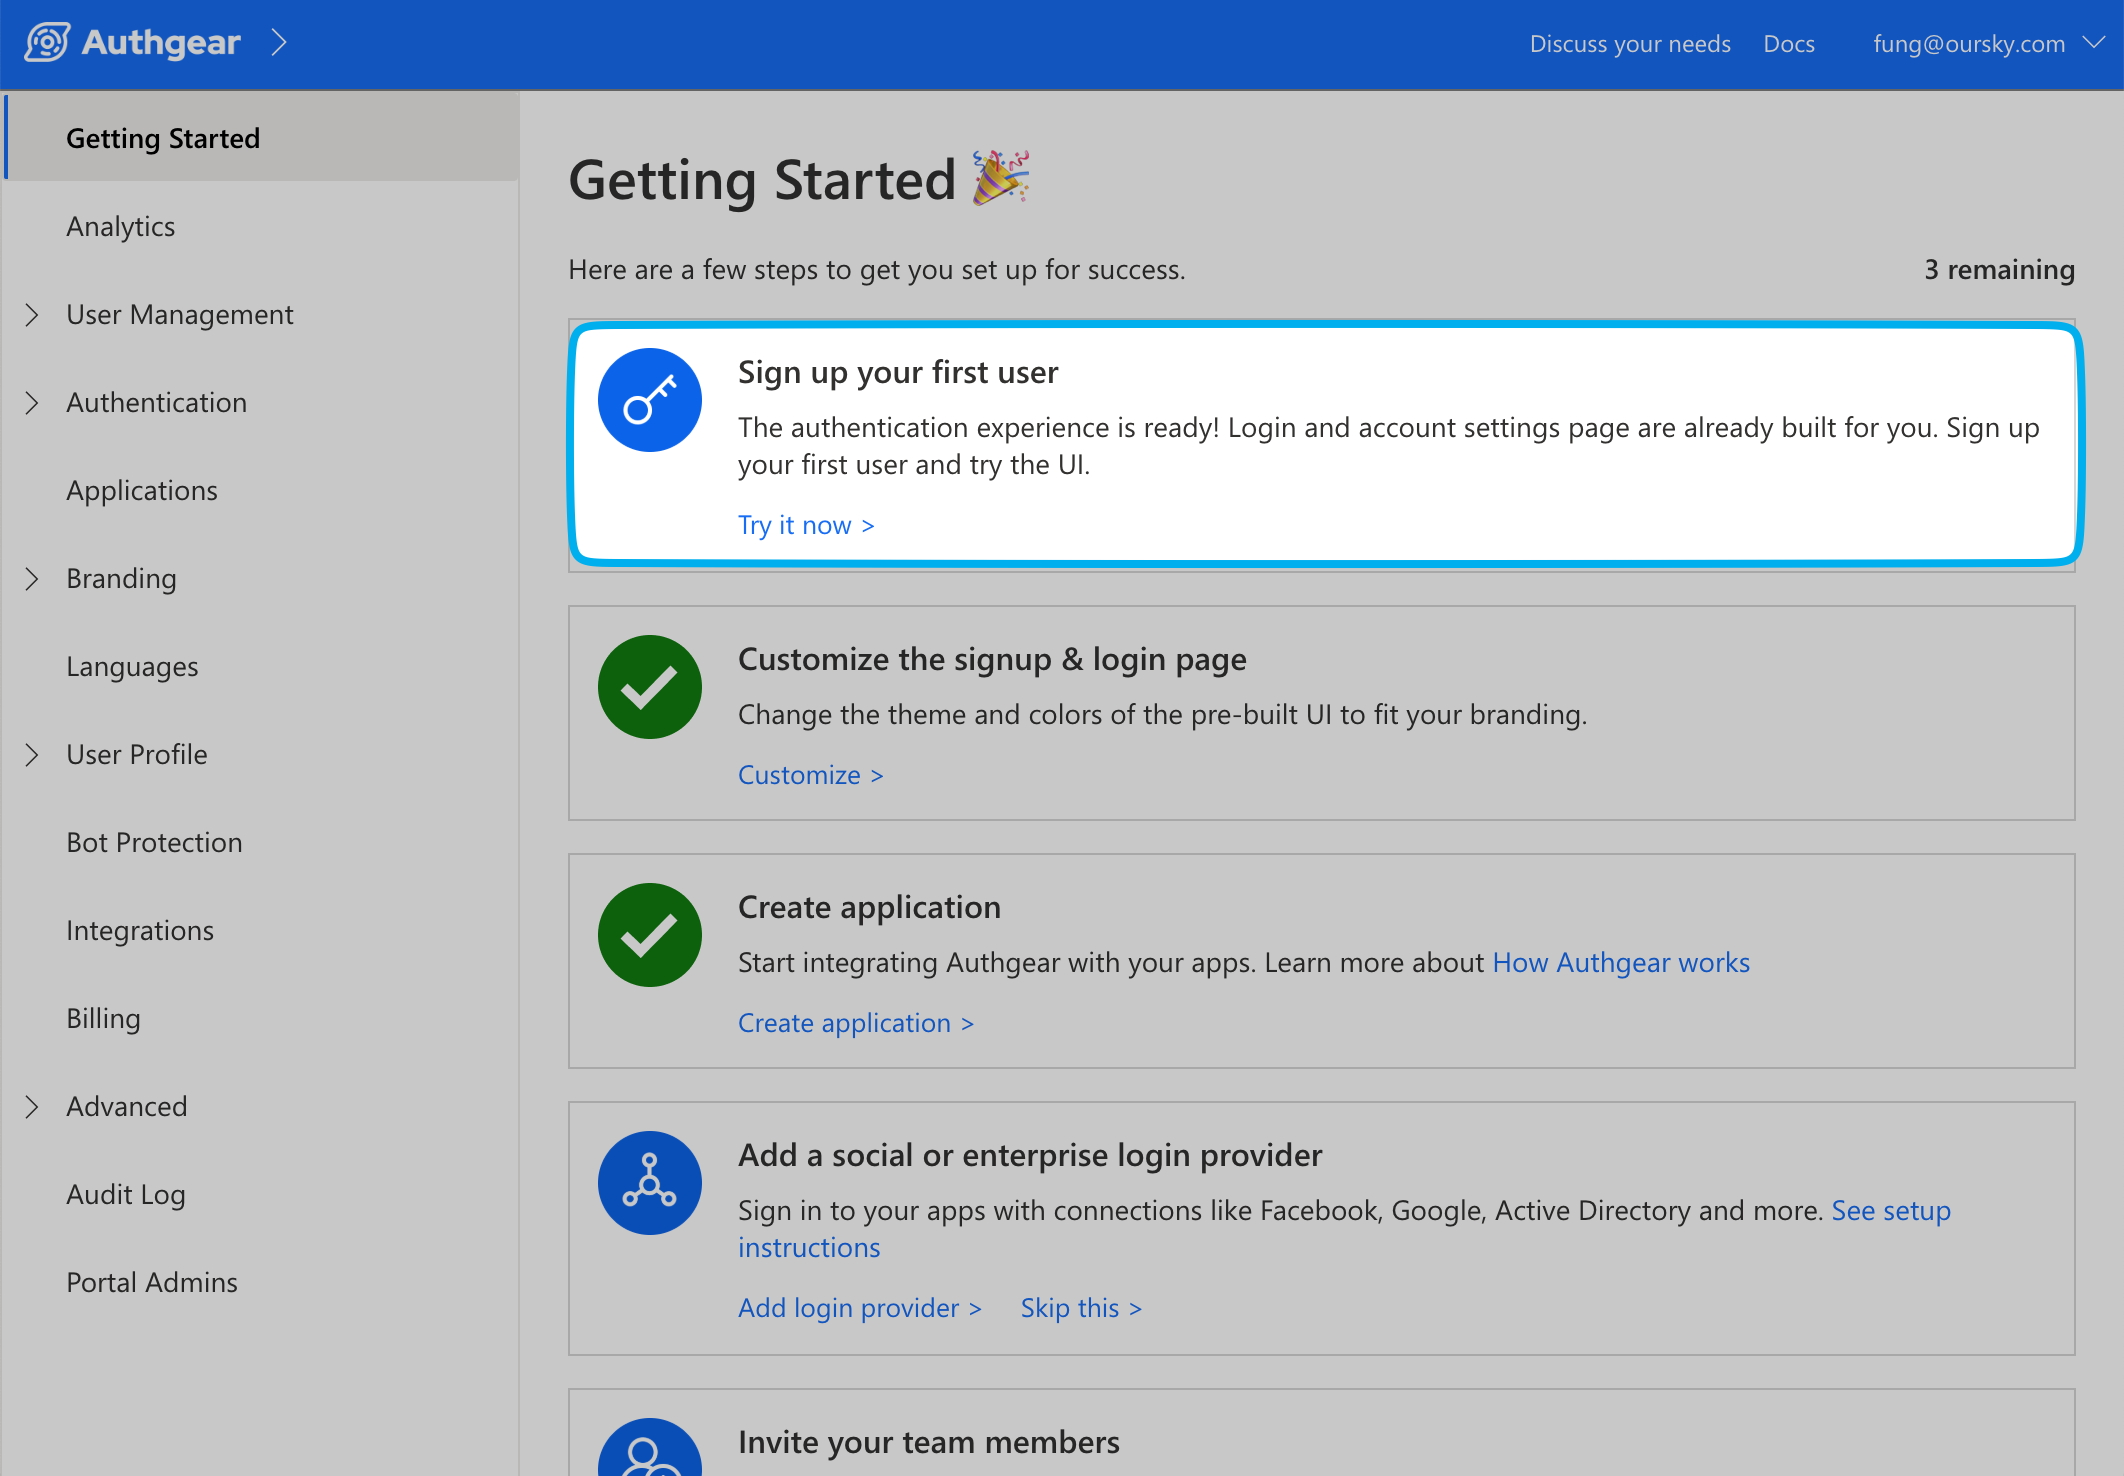 Authgear
Discuss your needs
Docs
fung@oursky.com
Getting Started
Analytics
User Management
Authentication
Applications
Branding
Languages
User Profile
Bot Protection
Integrations
Billing
Advanced
Audit Log
Portal Admins
Getting Started 🎉
Here are a few steps to get you set up for success.
3 remaining
Sign up your first user
The authentication experience is ready! Login and account settings page are already built for you. Sign up
your first user and try the UI.
Try it now >
Customize the signup & login page
Change the theme and colors of the pre-built UI to fit your branding.
Customize >
Create application
Start integrating Authgear with your apps. Learn more about How Authgear works
Create application >
Add a social or enterprise login provider
Sign in to your apps with connections like Facebook, Google, Active Directory and more. See setup
instructions
Add login provider >
Skip this >
Invite your team members